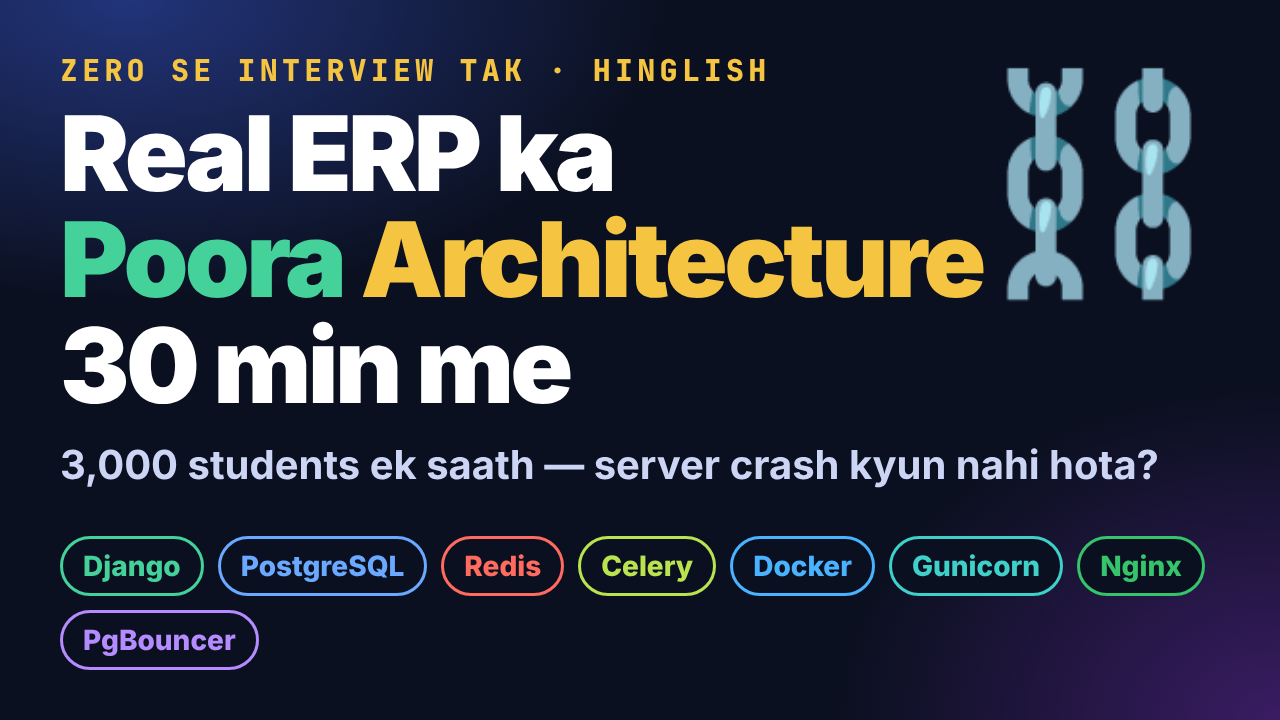 ZERO SE INTERVIEW TAK · HINGLISH
Real ERP ka
Poora Architecture
30 min me
3,000 students ek saath — server crash kyun nahi hota?
Django PostgreSQL Redis Celery Docker Gunicorn Nginx
PgBouncer